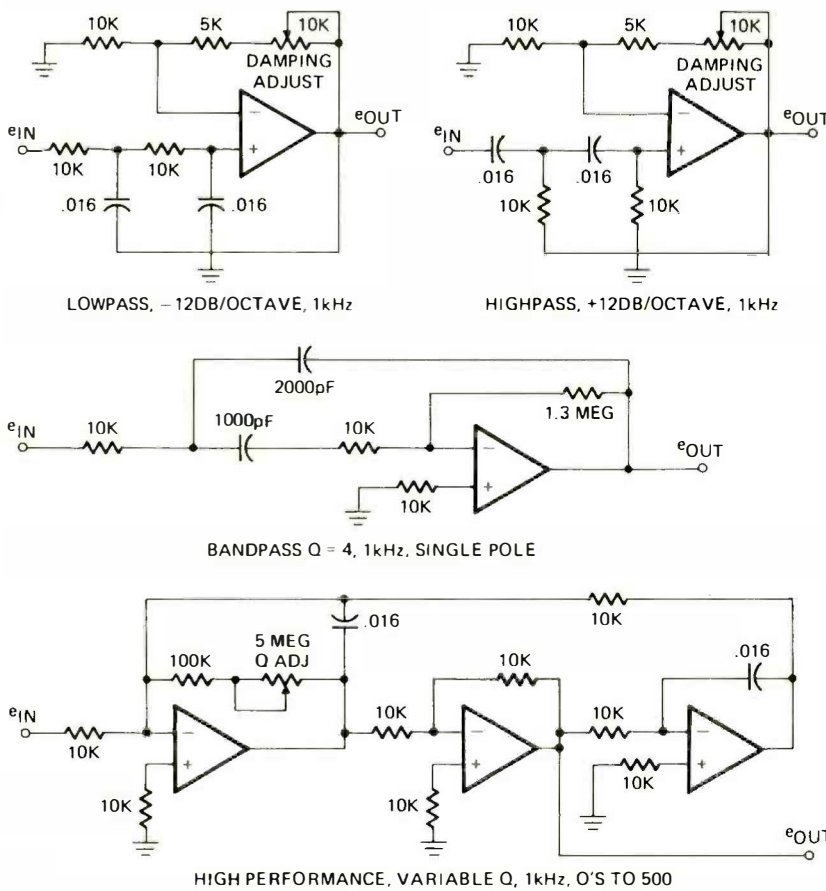 10K 5K 10K
DAMPING
ADJUST
−
+
eIN
eOUT
10K 10K
.016 .016
LOWPASS, – 12DB/OCTAVE, 1kHz
10K 5K 10K
DAMPING
ADJUST
−
+
eIN
eOUT
.016 .016
10K 10K
HIGHPASS, +12DB/OCTAVE, 1kHz
2000pF
1.3 MEG
eIN
10K
1000pF
10K
−
+
10K
eOUT
BANDPASS Q = 4, 1kHz, SINGLE POLE
.016
10K
5 MEG
Q ADJ
100K
10K
.016
eIN
10K
−
+
10K
10K
−
+
10K
10K
−
+
10K
eOUT
HIGH PERFORMANCE, VARIABLE Q, 1kHz, O'S TO 500